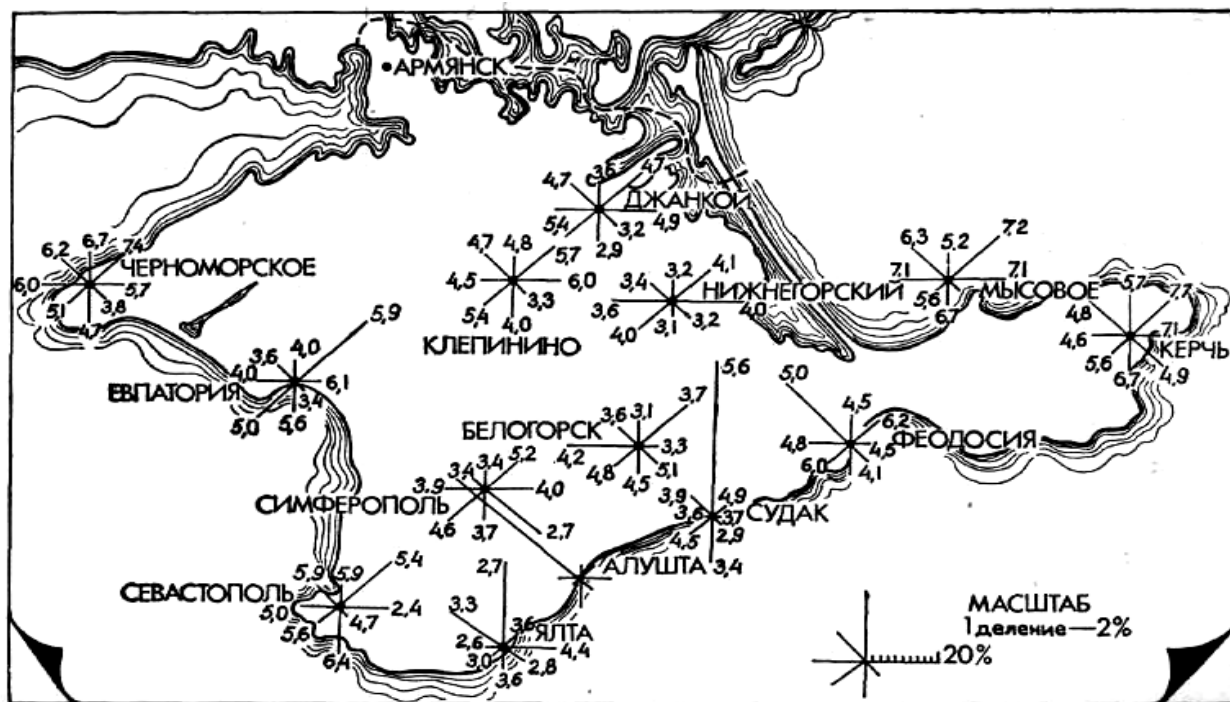 АРМЯНСК
3,6 4,7
4,7
ДЖАНКОЙ
5,4 3,2 4,9
2,9
6,2 6,7 7,4
6,0 5,7
ЧЕРНОМОРСКОЕ
5,1 3,8
4,7
4,7 4,8 5,7
4,5 6,0
5,4 3,3
4,0
КЛЕПИНИНО
3,4 3,2 4,1
НИЖНЕГОРСКИЙ
3,6 4,0
4,0 3,1 3,2
6,3 5,2 7,2
7,1 7,1
МЫСОВОЕ
5,6
6,7
5,7 7,7
4,8
4,6 7,1
КЕРЧЬ
5,6 4,9
6,7
5,9
3,6 4,0
4,0 6,1
ЕВПАТОРИЯ
3,4
5,0 5,6
3,6 3,1 3,7
БЕЛОГОРСК
4,2 3,3
4,8 5,1
4,5
5,0 4,5 6,2
ФЕОДОСИЯ
4,8 4,5
6,0 4,1
3,4 3,4 5,2
3,9 4,0
СИМФЕРОПОЛЬ
4,6 3,7 2,7
5,6
3,9 4,9
3,6 3,7
СУДАК
4,5 2,9
3,4
АЛУШТА
5,9 5,9 5,4
СЕВАСТОПОЛЬ
5,0 2,4
5,6 4,7
6,4
2,7
3,3 3,6
ЯЛТА
2,6 4,4
3,0 2,8
3,6
МАСШТАБ
1 деление—2%
20%